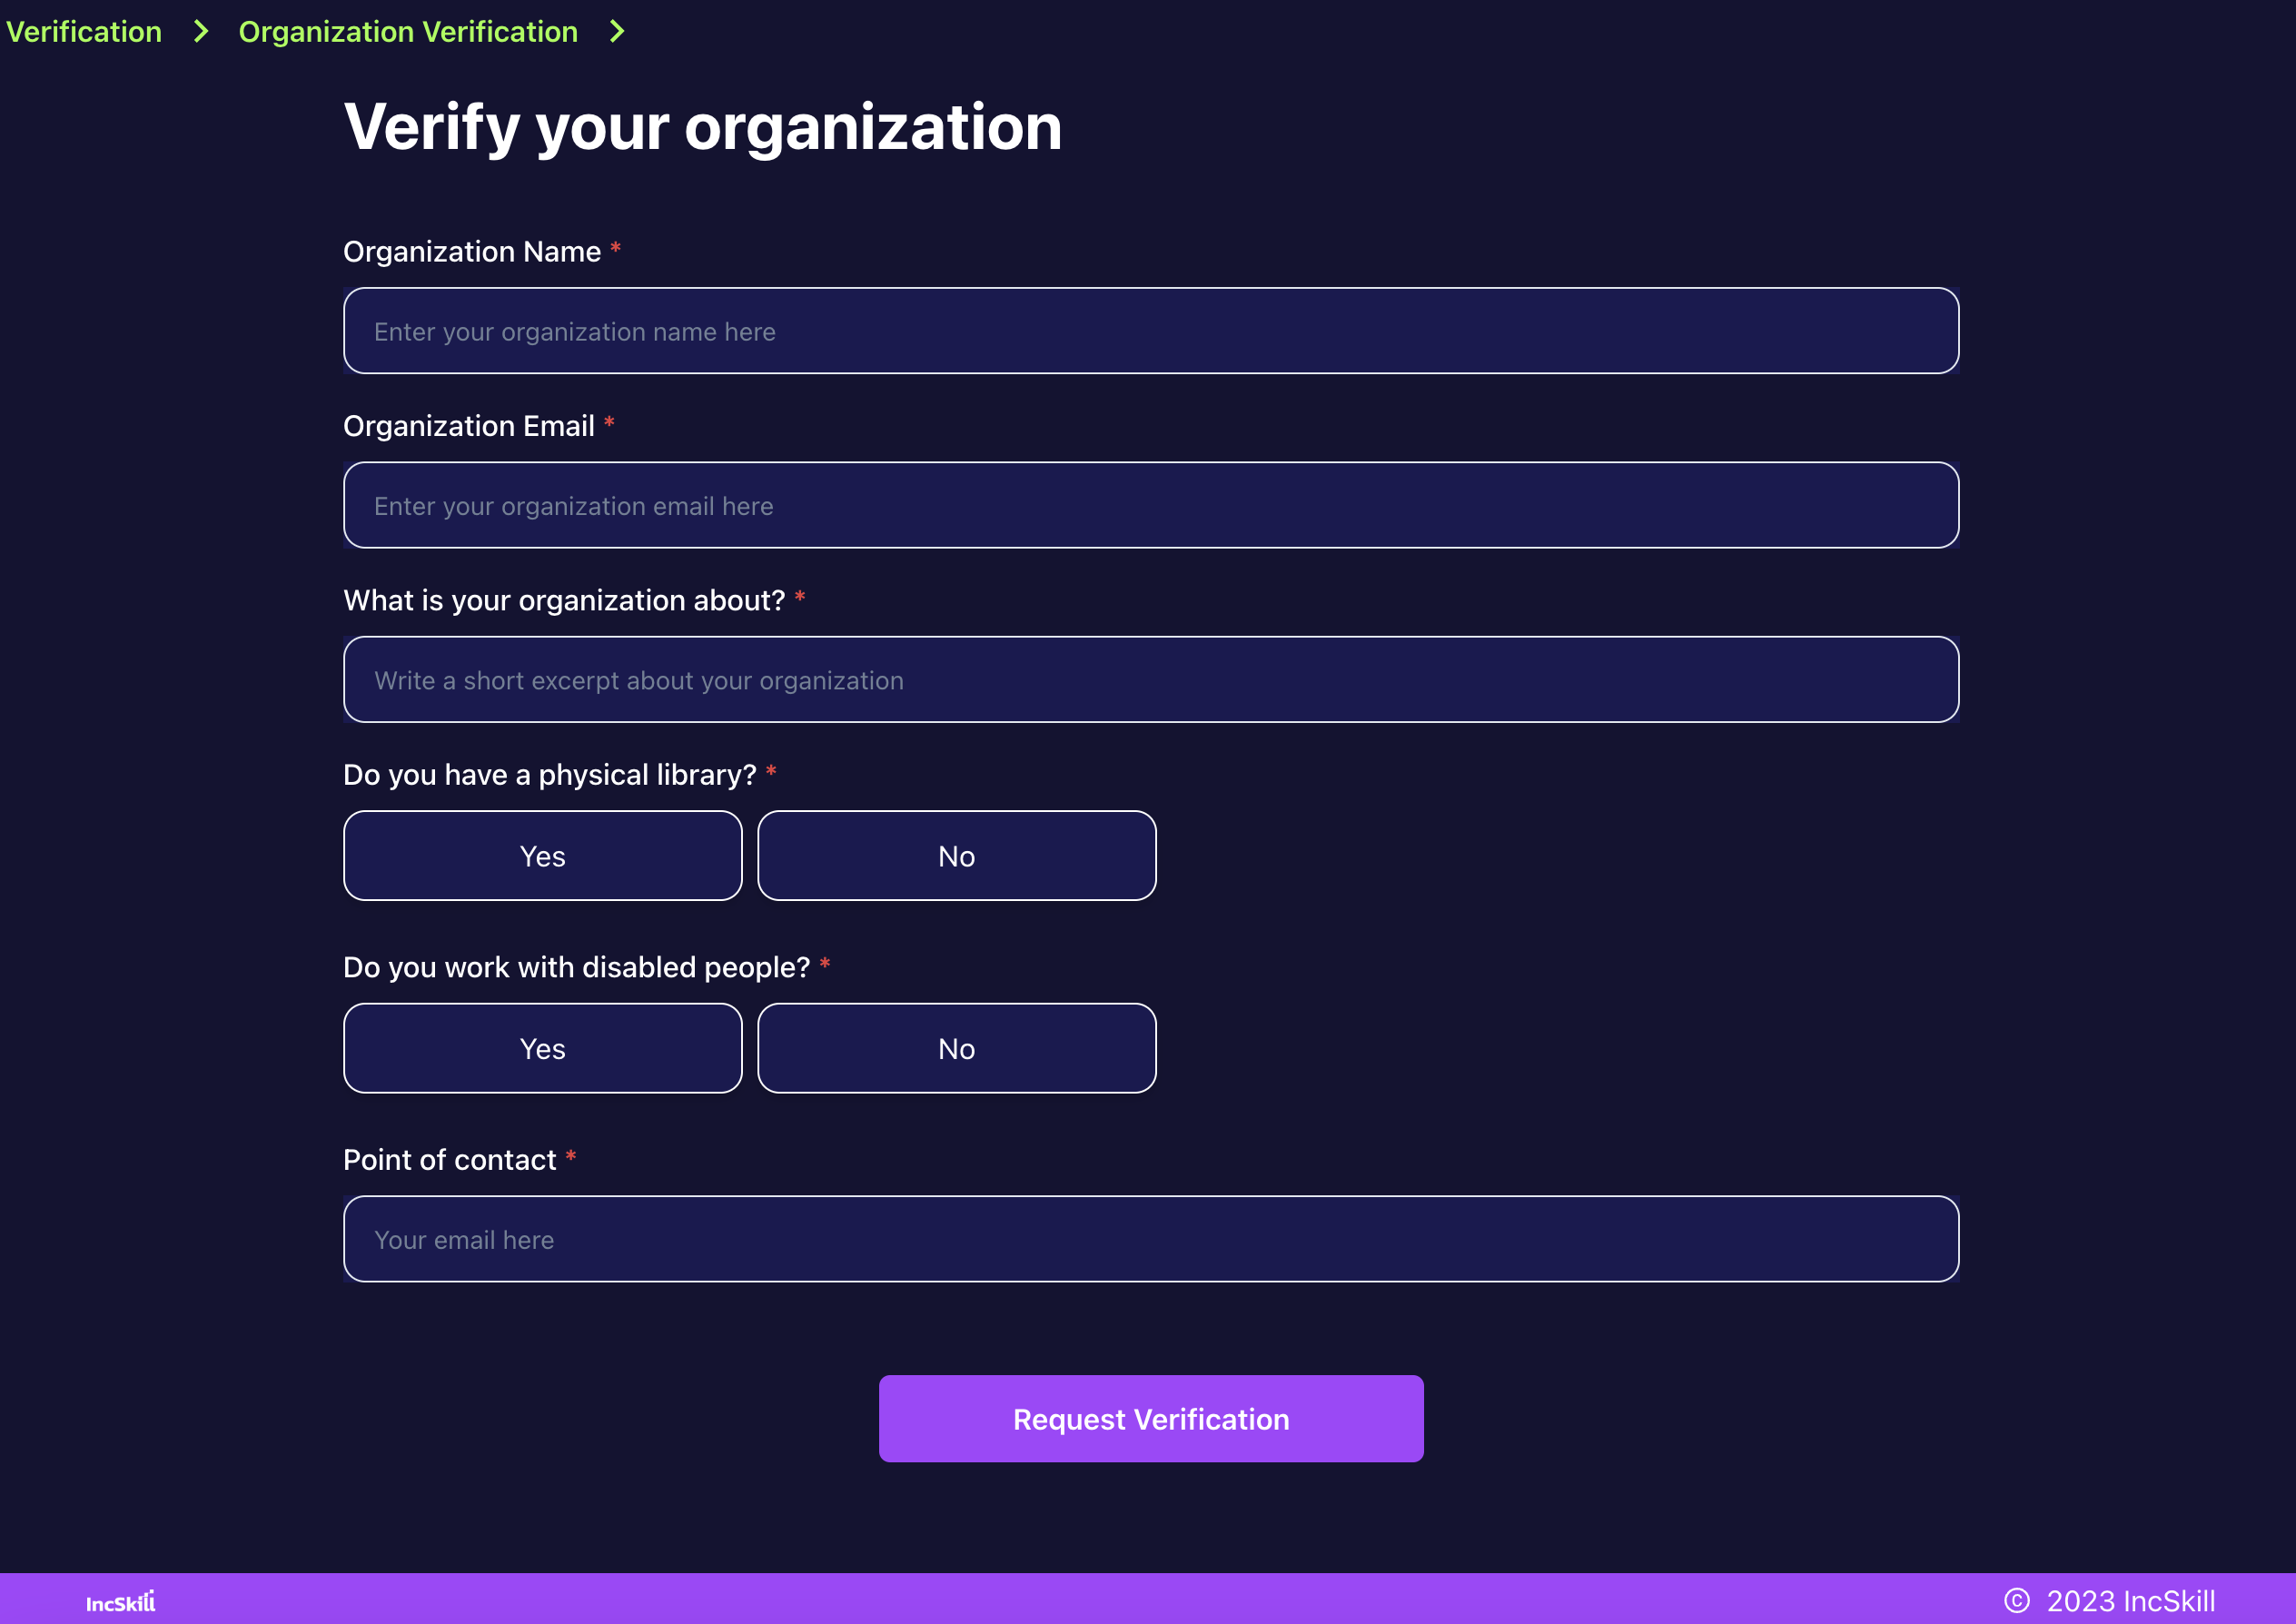 Verification > Organization Verification >
Verify your organization
Organization Name *
Enter your organization name here
Organization Email *
Enter your organization email here
What is your organization about? *
Write a short excerpt about your organization
Do you have a physical library? *
Yes No
Do you work with disabled people? *
Yes No
Point of contact *
Your email here
Request Verification
IncSkill © 2023 IncSkill